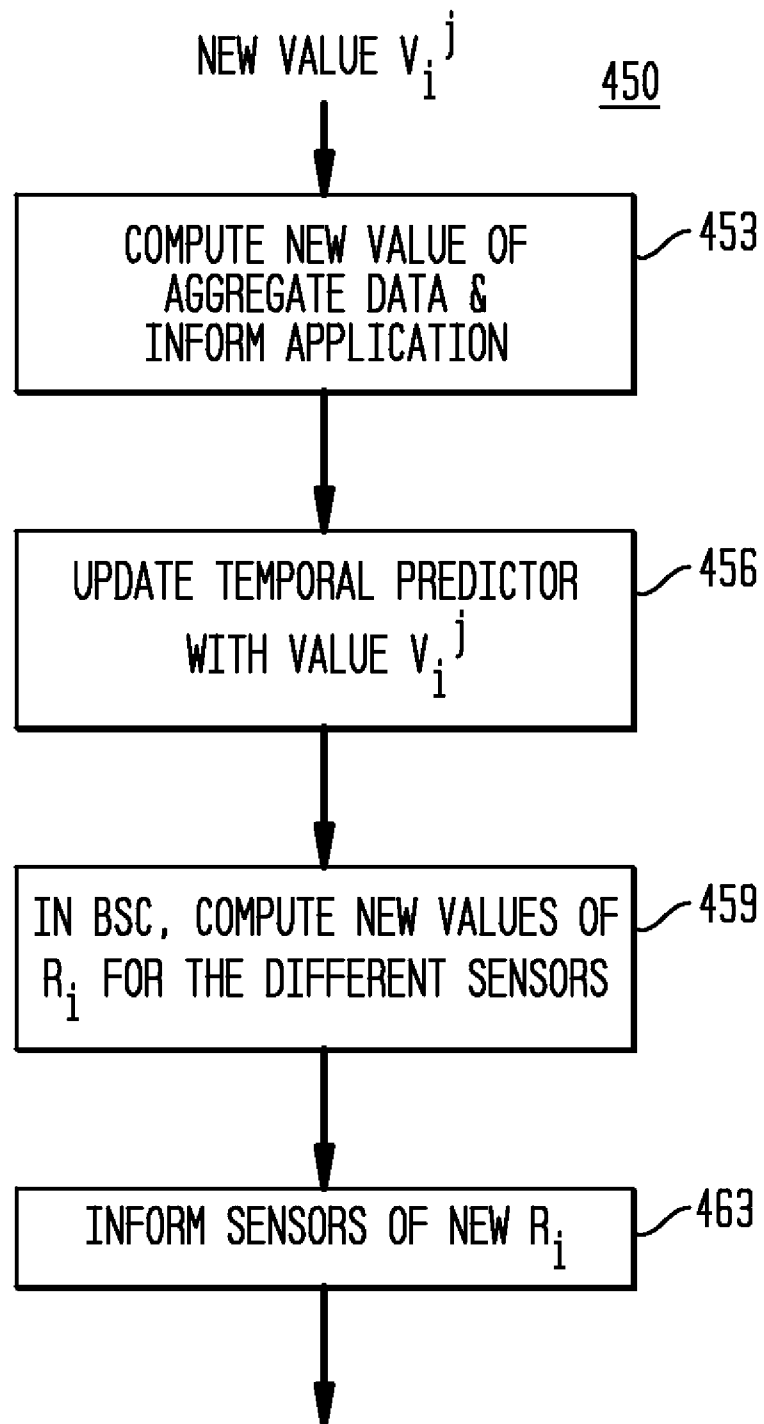 NEW VALUE V_i^j
450
COMPUTE NEW VALUE OF
AGGREGATE DATA &
INFORM APPLICATION
453
UPDATE TEMPORAL PREDICTOR
WITH VALUE V_i^j
456
IN BSC, COMPUTE NEW VALUES OF
R_i FOR THE DIFFERENT SENSORS
459
INFORM SENSORS OF NEW R_i
463